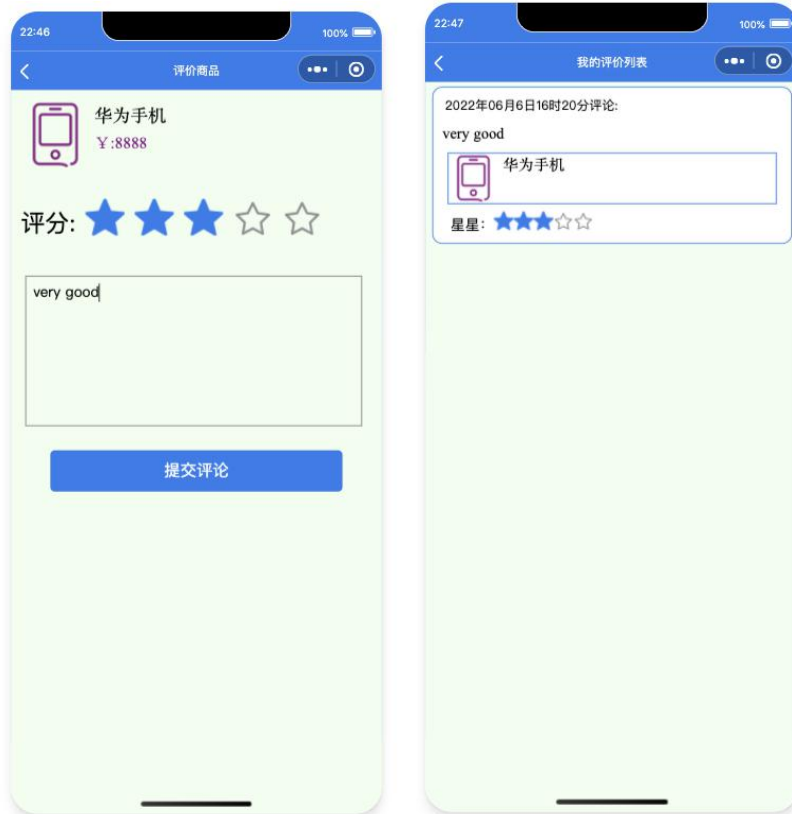 22:46
100%
评价商品
华为手机
￥:8888
评分:
very good
提交评论
22:47
100%
我的评价列表
2022年06月6日16时20分评论:
very good
华为手机
星星: